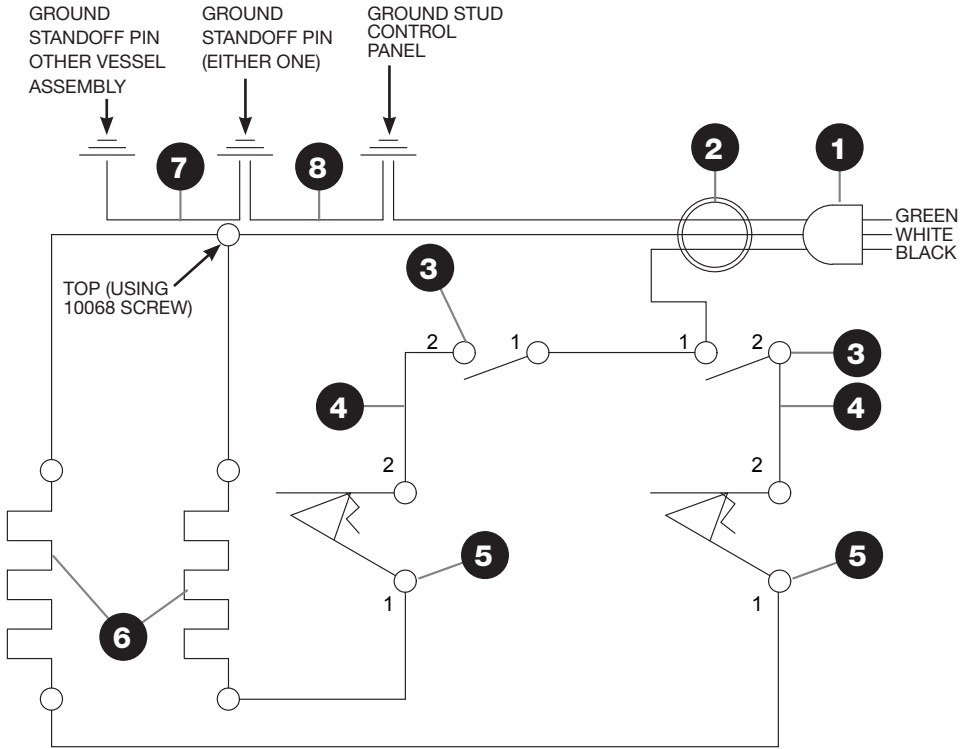 GROUND
STANDOFF PIN
OTHER VESSEL
ASSEMBLY
GROUND
STANDOFF PIN
(EITHER ONE)
GROUND STUD
CONTROL
PANEL
7
8
2
1
GREEN
WHITE
BLACK
TOP (USING
10068 SCREW)
3
2
1
1
2
3
4
4
2
2
5
5
1
1
6